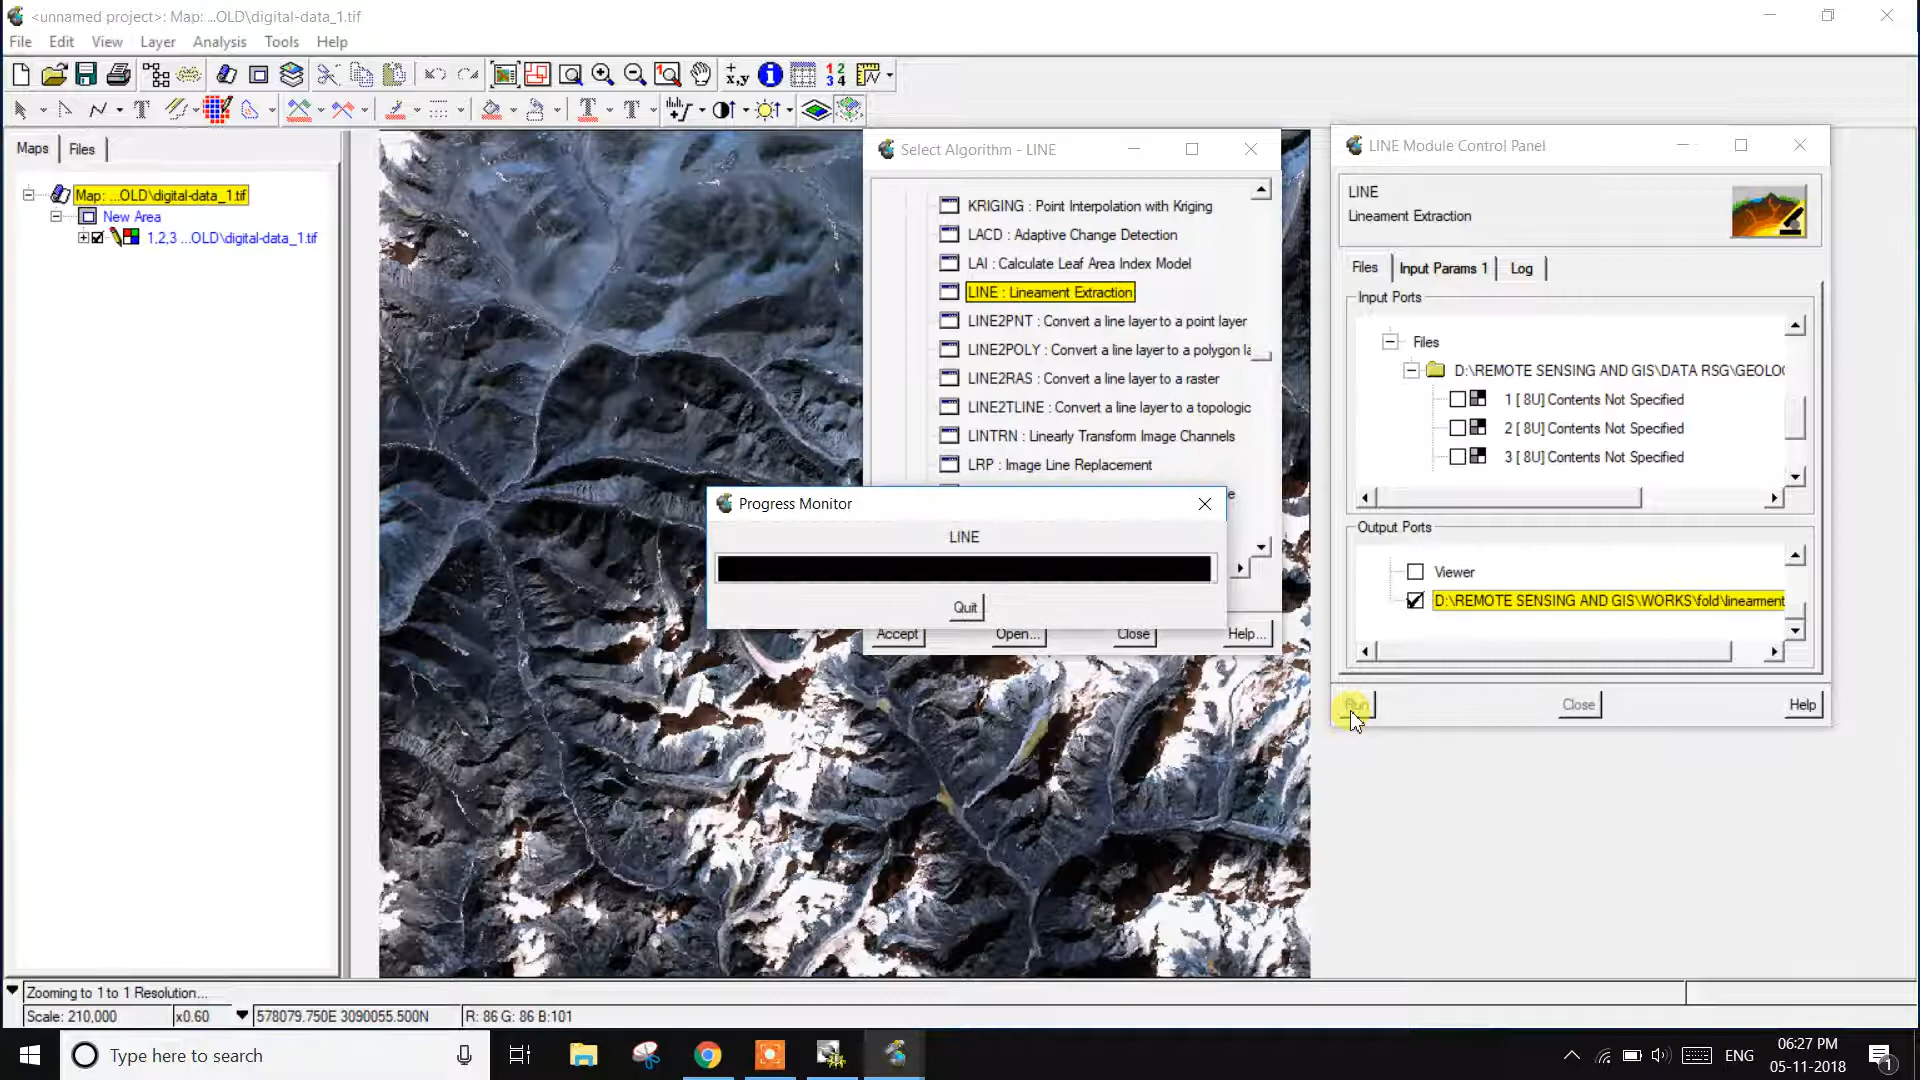 <unnamed project>: Map: ...OLD\digital-data_1.tif
File Edit View Layer Analysis Tools Help
Maps Files
Map: ...OLD\digital-data_1.tif
New Area
1,2,3 ...OLD\digital-data_1.tif
Select Algorithm - LINE
KRIGING : Point Interpolation with Kriging
LACD : Adaptive Change Detection
LAI : Calculate Leaf Area Index Model
LINE : Lineament Extraction
LINE2PNT : Convert a line layer to a point layer
LINE2POLY : Convert a line layer to a polygon la
LINE2RAS : Convert a line layer to a raster
LINE2TLINE : Convert a line layer to a topologic
LINTRN : Linearly Transform Image Channels
LRP : Image Line Replacement
Accept Open... Close Help...
Progress Monitor
LINE
Quit
LINE Module Control Panel
LINE
Lineament Extraction
Files Input Params 1 Log
Input Ports
Files
D:\REMOTE SENSING AND GIS\DATA RSG\GEOLO
1 [ 8U] Contents Not Specified
2 [ 8U] Contents Not Specified
3 [ 8U] Contents Not Specified
Output Ports
Viewer
D:\REMOTE SENSING AND GIS\WORKS\fold\linearment
Run Close Help
Zooming to 1 to 1 Resolution...
Scale: 210,000 x0.60 578079.750E 3090055.500N R: 86 G: 86 B:101
Type here to search
ENG
06:27 PM
05-11-2018
1